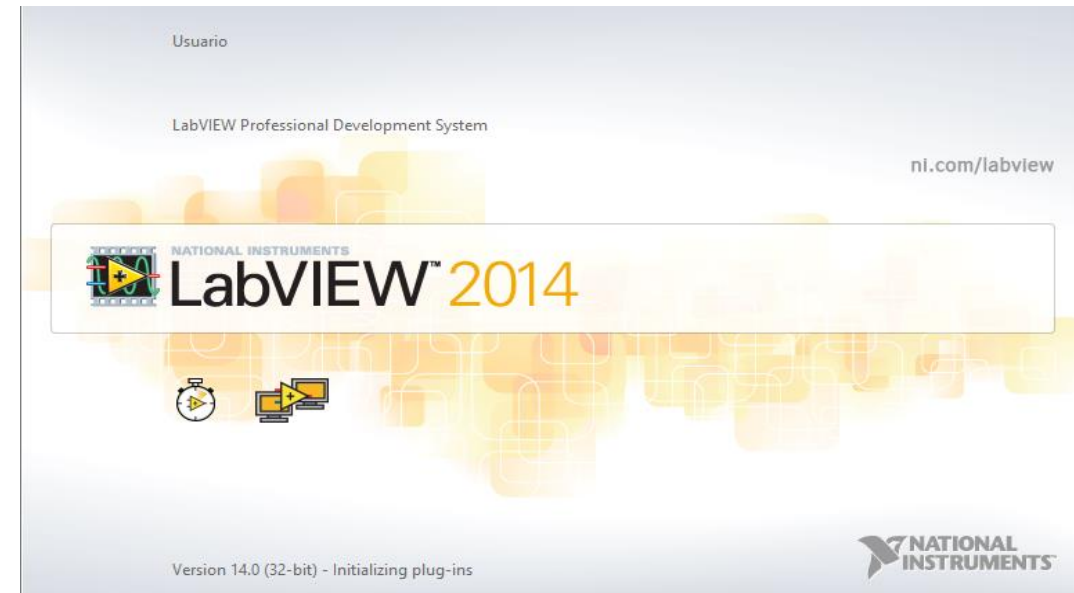 Usuario
LabVIEW Professional Development System
ni.com/labview
NATIONAL INSTRUMENTS
LabVIEW™ 2014
Version 14.0 (32-bit) - Initializing plug-ins
NATIONAL
INSTRUMENTS™